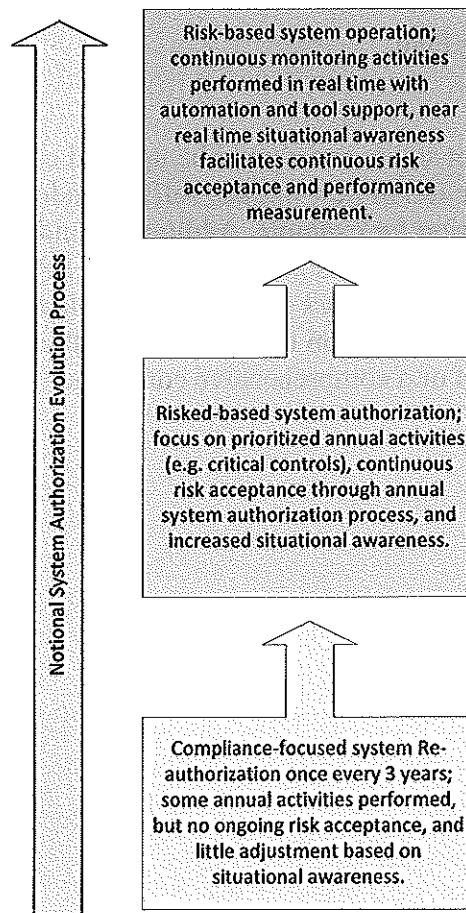 Notional System Authorization Evolution Process
Risk-based system operation;
continuous monitoring activities
performed in real time with
automation and tool support, near
real time situational awareness
facilitates continuous risk
acceptance and performance
measurement.
Risked-based system authorization;
focus on prioritized annual activities
(e.g. critical controls), continuous
risk acceptance through annual
system authorization process, and
increased situational awareness.
Compliance-focused system Re-
authorization once every 3 years;
some annual activities performed,
but no ongoing risk acceptance, and
little adjustment based on
situational awareness.